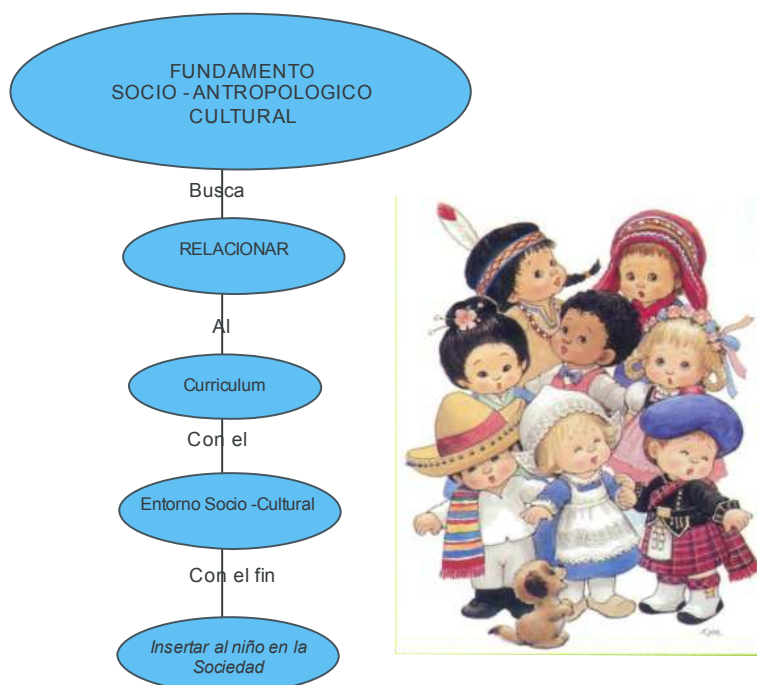 FUNDAMENTO
SOCIO - ANTROPOLOGICO
CULTURAL
Busca
RELACIONAR
Al
Curriculum
Con el
Entorno Socio -Cultural
Con el fin
Insertar al niño en la
Sociedad